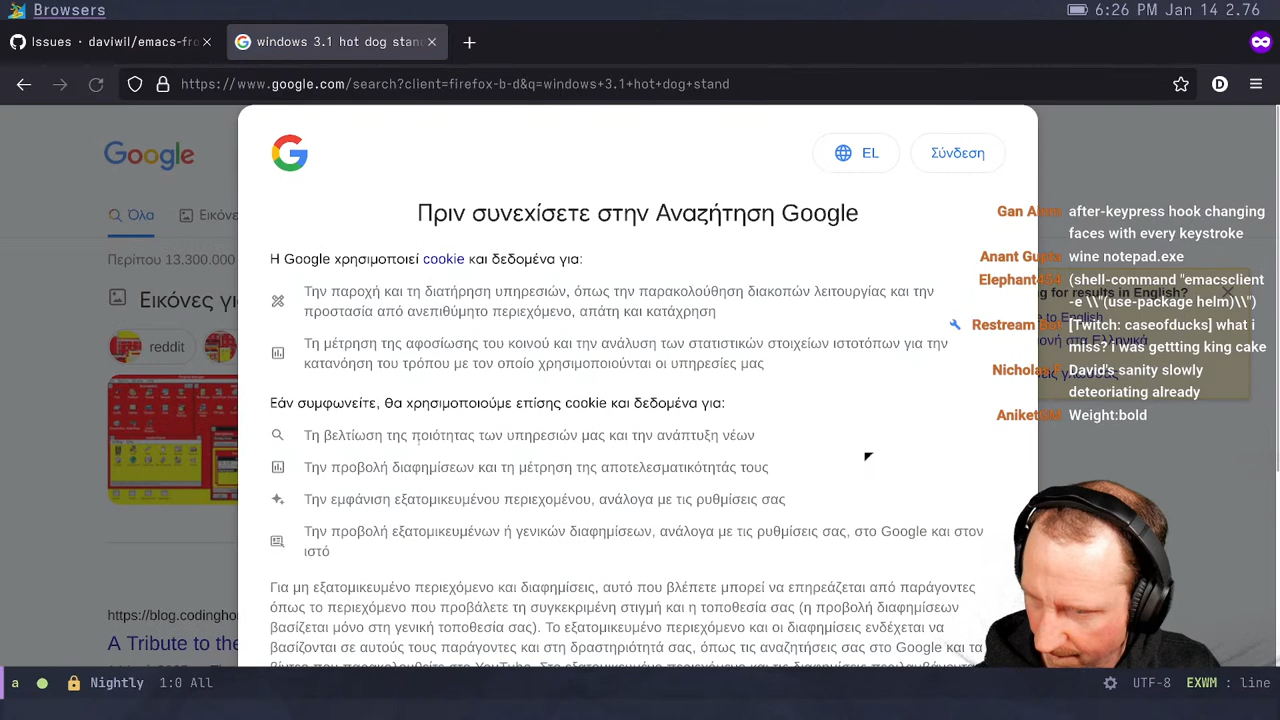 Browsers
6:26 PM Jan 14 2.76
Issues · daviwil/emacs-fro
windows 3.1 hot dog stan
https://www.google.com/search?client=firefox-b-d&q=windows+3.1+hot+dog+stand
Google
EL
Σύνδεση
Πριν συνεχίσετε στην Αναζήτηση Google
Όλα
Εικόνες
Περίπου 13.300.000
Εικόνες γι
reddit
Η Google χρησιμοποιεί cookie και δεδομένα για:
Την παροχή και τη διατήρηση υπηρεσιών, όπως την παρακολούθηση διακοπών λειτουργίας και την
προστασία από ανεπιθύμητο περιεχόμενο, απάτη και κατάχρηση
Τη μέτρηση της αφοσίωσης του κοινού και την ανάλυση των στατιστικών στοιχείων ιστοτόπων για την
κατανόηση του τρόπου με τον οποίο χρησιμοποιούνται οι υπηρεσίες μας
Εάν συμφωνείτε, θα χρησιμοποιούμε επίσης cookie και δεδομένα για:
Τη βελτίωση της ποιότητας των υπηρεσιών μας και την ανάπτυξη νέων
Την προβολή διαφημίσεων και τη μέτρηση της αποτελεσματικότητάς τους
Την εμφάνιση εξατομικευμένου περιεχομένου, ανάλογα με τις ρυθμίσεις σας
Την προβολή εξατομικευμένων ή γενικών διαφημίσεων, ανάλογα με τις ρυθμίσεις σας, στο Google και στον
ιστό
Για μη εξατομικευμένο περιεχόμενο και διαφημίσεις, αυτό που βλέπετε μπορεί να επηρεάζεται από παράγοντες
όπως το περιεχόμενο που προβάλετε τη συγκεκριμένη στιγμή και η τοποθεσία σας (η προβολή διαφημίσεων
βασίζεται μόνο στη γενική τοποθεσία σας). Το εξατομικευμένο περιεχόμενο και οι διαφημίσεις ενδέχεται να
βασίζονται σε αυτούς τους παράγοντες και στη δραστηριότητά σας, όπως τις αναζητήσεις σας στο Google και τα
https://blog.codinghor
A Tribute to the
Gan
after-keypress hook changing
faces with every keystroke
Anant Gupta
wine notepad.exe
Elephant454
(shell-command "emacsclient
-e \\"(use-package helm)\\")
Restream Bot
[Twitch: caseofducks] what i
miss? i was gettting king cake
Nicholas
David's sanity slowly
deteoriating already
Weight:bold
a
Nightly
1:0 All
UTF-8
EXWM : line